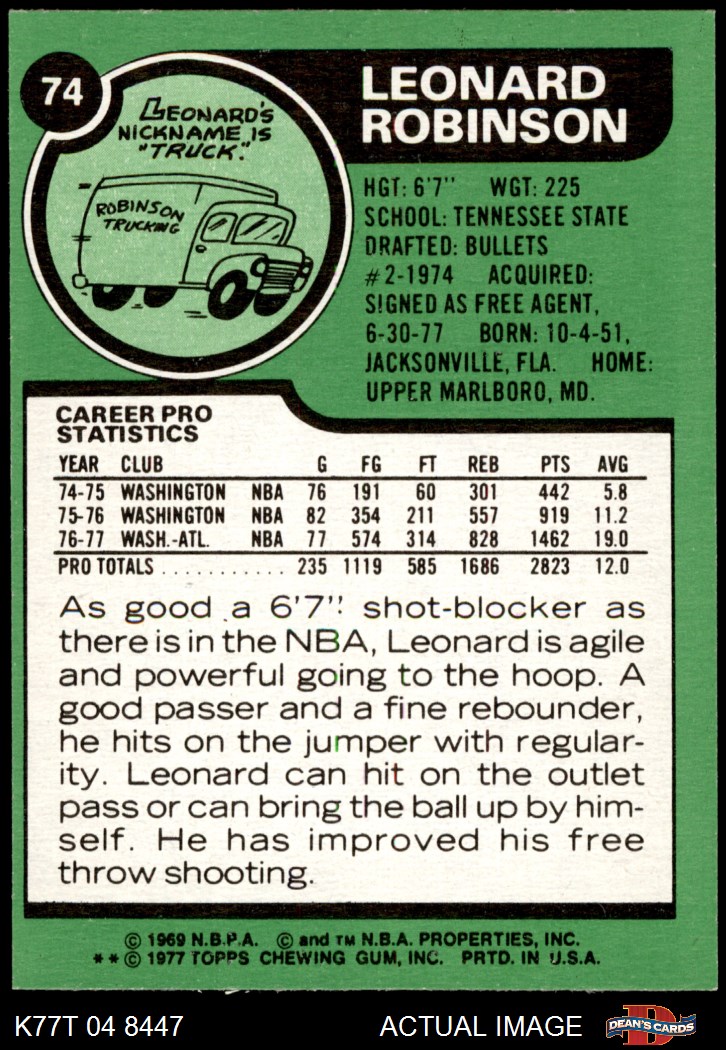 74
LEONARD
ROBINSON
LEONARD'S
NICKNAME IS
"TRUCK."
ROBINSON
TRUCKING
HGT: 6'7" WGT: 225
SCHOOL: TENNESSEE STATE
DRAFTED: BULLETS
#2-1974 ACQUIRED:
SIGNED AS FREE AGENT,
6-30-77 BORN: 10-4-51,
JACKSONVILLE, FLA. HOME:
UPPER MARLBORO, MD.
CAREER PRO
STATISTICS
YEAR CLUB G FG FT REB PTS AVG
74-75 WASHINGTON NBA 76 191 60 301 442 5.8
75-76 WASHINGTON NBA 82 354 211 557 919 11.2
76-77 WASH.-ATL. NBA 77 574 314 828 1462 19.0
PRO TOTALS . . . . . . . . . . . 235 1119 585 1686 2823 12.0
As good a 6'7" shot-blocker as
there is in the NBA, Leonard is agile
and powerful going to the hoop. A
good passer and a fine rebounder,
he hits on the jumper with regular-
ity. Leonard can hit on the outlet
pass or can bring the ball up by him-
self. He has improved his free
throw shooting.
© 1969 N.B.P.A. © and TM N.B.A. PROPERTIES, INC.
**© 1977 TOPPS CHEWING GUM, INC. PRTD. IN U.S.A.
K77T 04 8447 ACTUAL IMAGE
D
DEAN'S CARDS